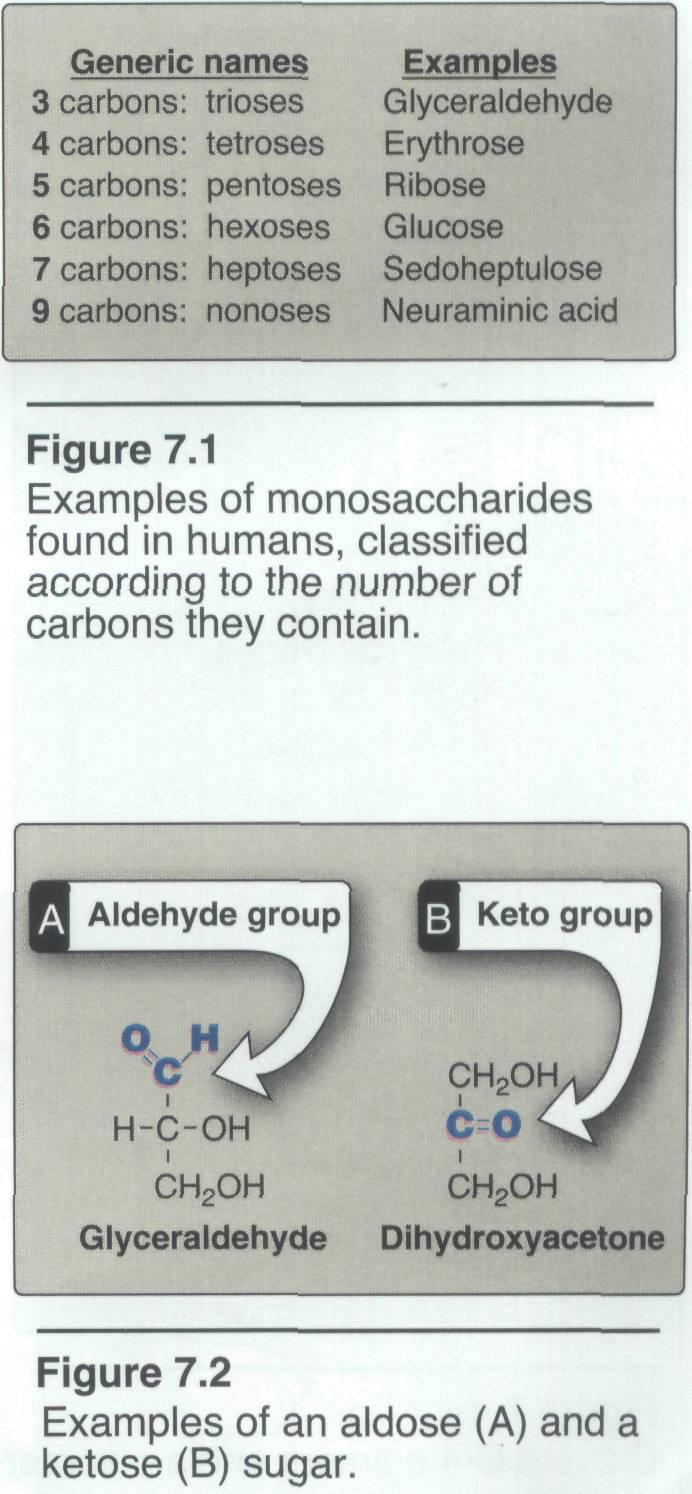 Generic names Examples
3 carbons: trioses Glyceraldehyde
4 carbons: tetroses Erythrose
5 carbons: pentoses Ribose
6 carbons: hexoses Glucose
7 carbons: heptoses Sedoheptulose
9 carbons: nonoses Neuraminic acid
Figure 7.1
Examples of monosaccharides
found in humans, classified
according to the number of
carbons they contain.
A Aldehyde group
O H
C
H-C-OH
CH₂OH
Glyceraldehyde
B Keto group
CH₂OH
C=O
CH₂OH
Dihydroxyacetone
Figure 7.2
Examples of an aldose (A) and a
ketose (B) sugar.